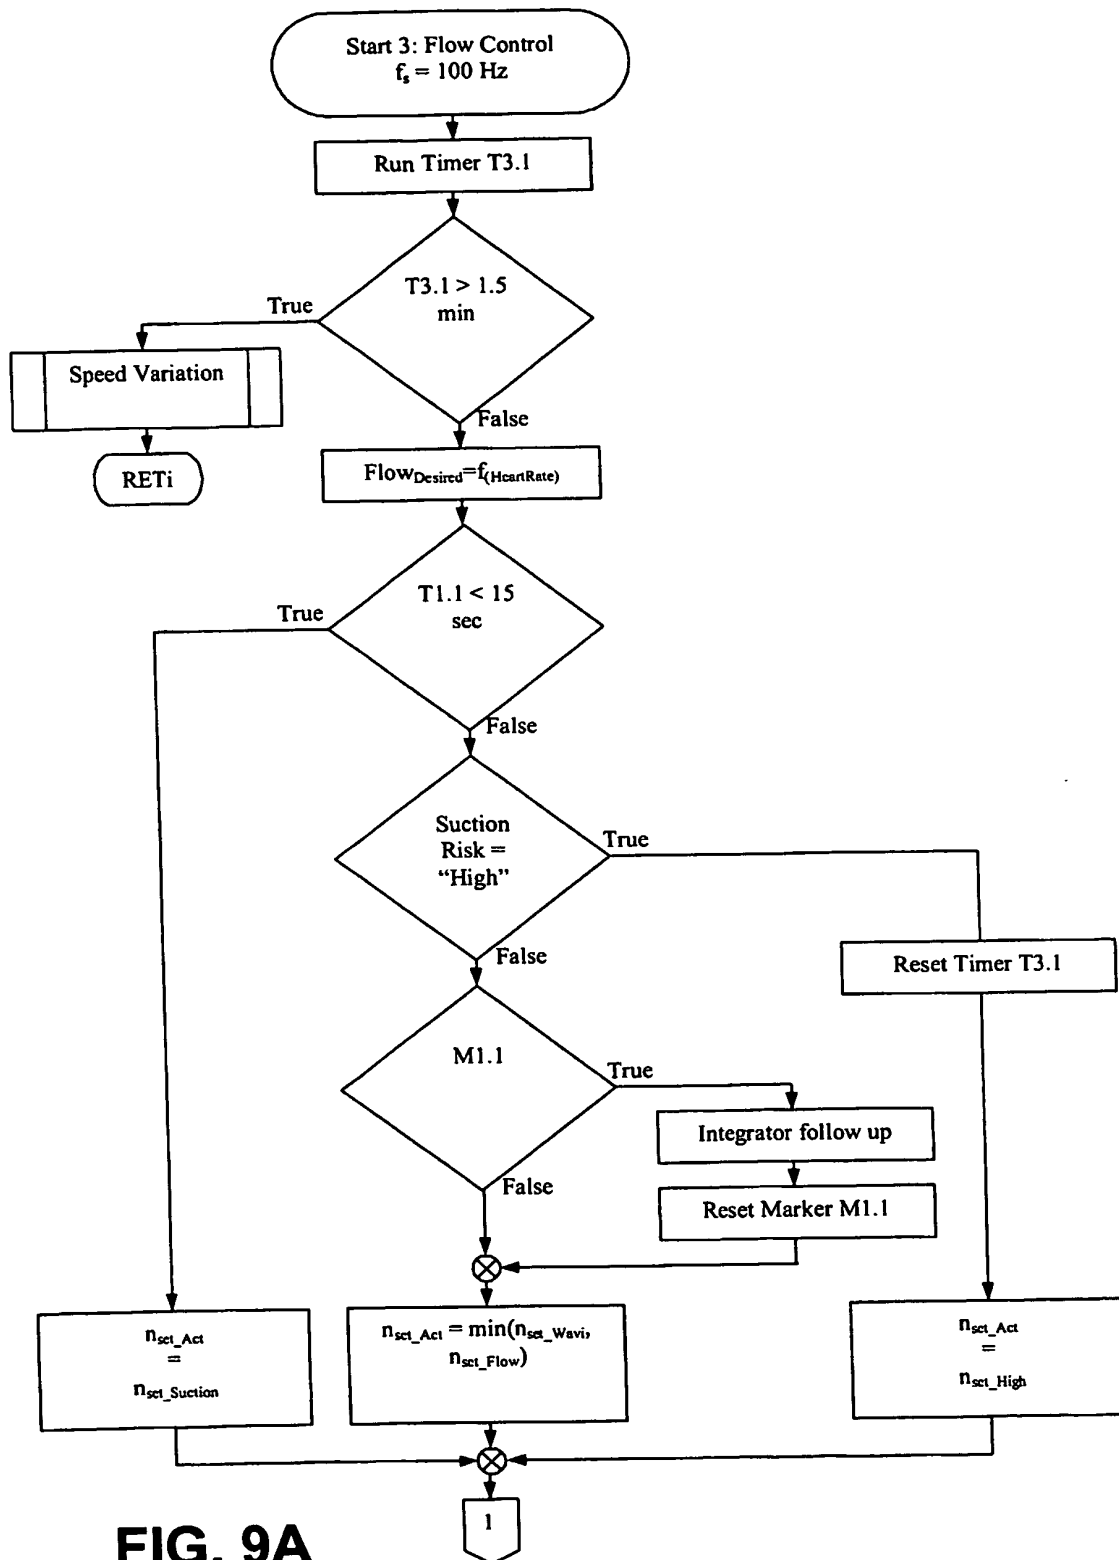 Start 3: Flow Control
fs = 100 Hz
Run Timer T3.1
T3.1 > 1.5
min
True
Speed Variation
RETi
False
FlowDesired=f(HeartRate)
T1.1 < 15
sec
True
False
Suction
Risk =
“High”
True
False
Reset Timer T3.1
M1.1
True
Integrator follow up
Reset Marker M1.1
False
nset_Act
=
nset_Suction
nset_Act = min(nset_Wavi,
nset_Flow)
nset_Act
=
nset_High
1
FIG. 9A